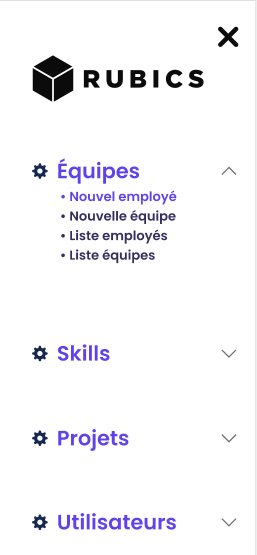 RUBICS
Équipes
• Nouvel employé
• Nouvelle équipe
• Liste employés
• Liste équipes
Skills
Projets
Utilisateurs